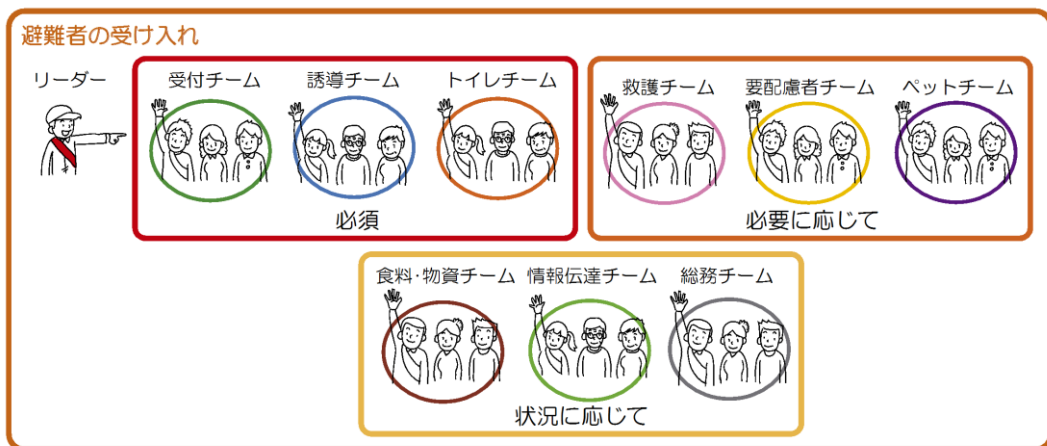 避難者の受け入れ
リーダー
受付チーム
誘導チーム
トイレチーム
必須
救護チーム
要配慮者チーム
ペットチーム
必要に応じて
食料・物資チーム
情報伝達チーム
総務チーム
状況に応じて